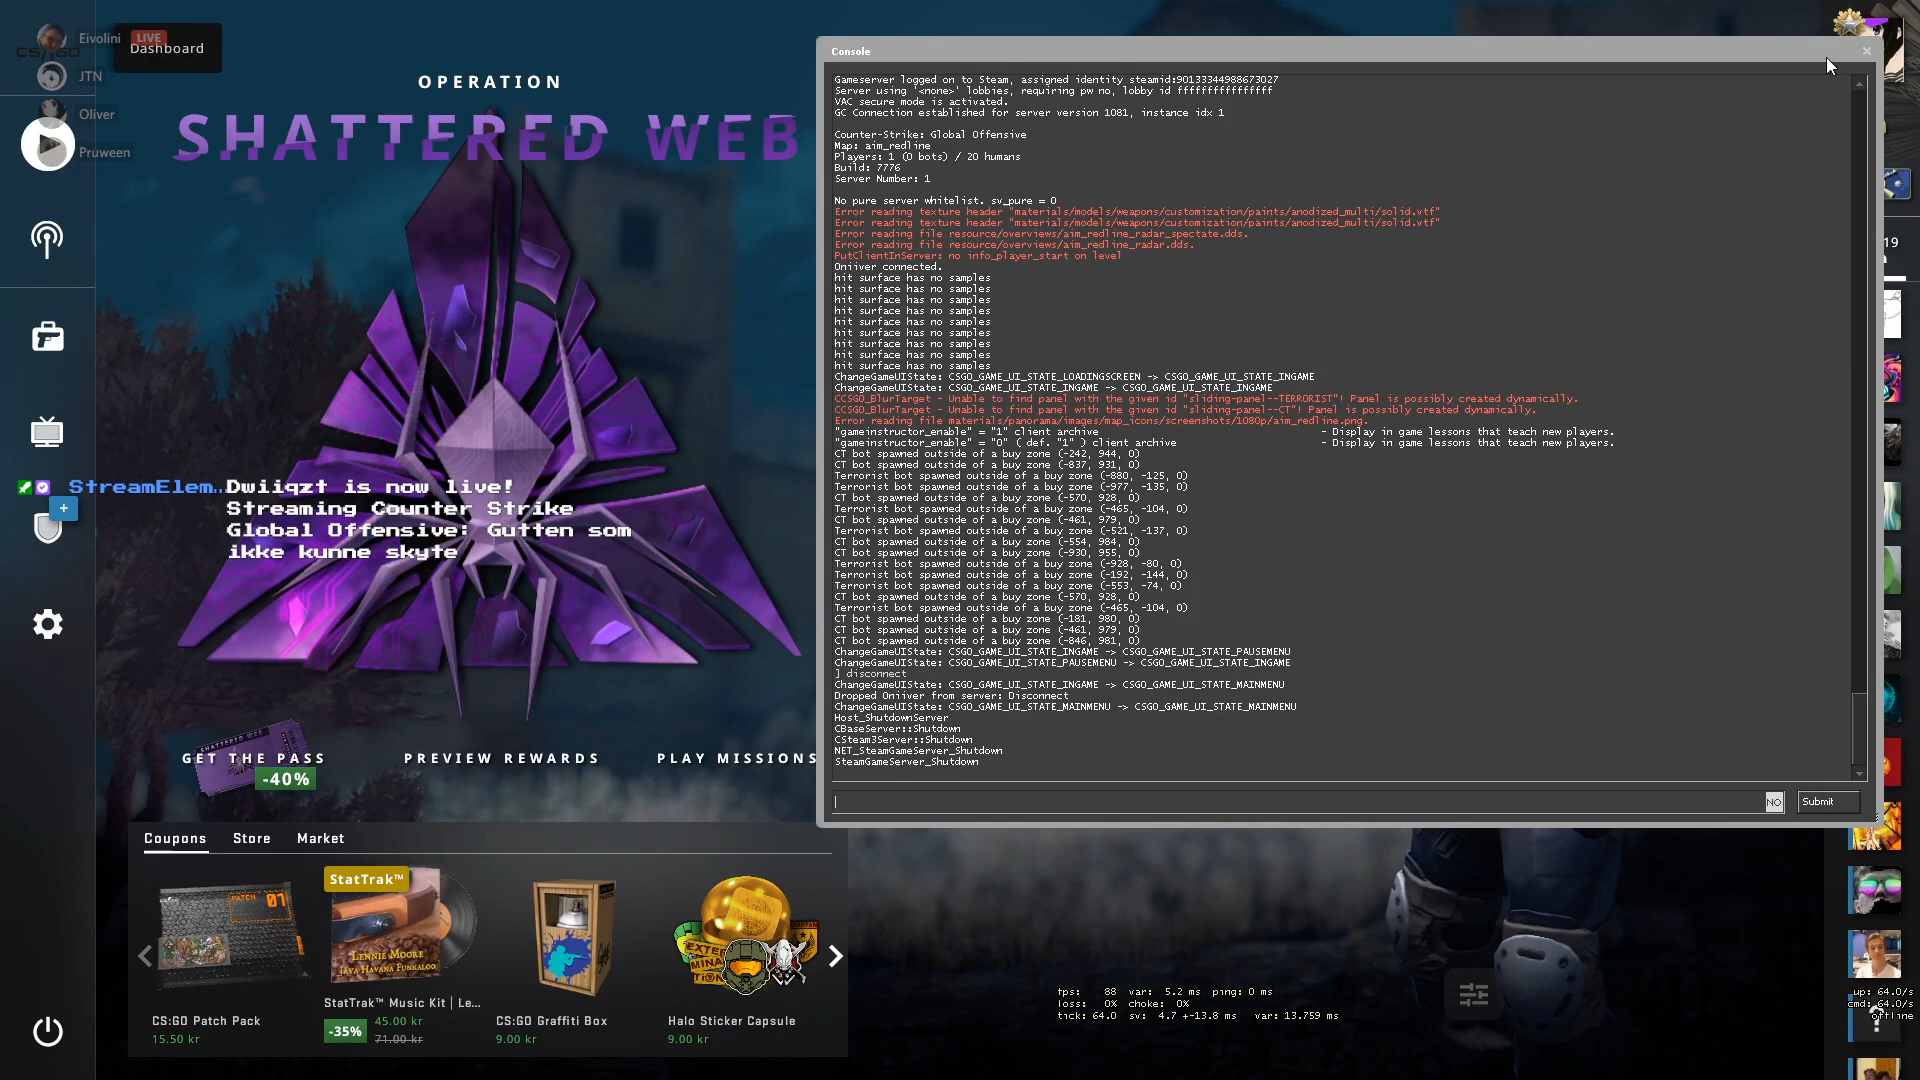 Eivolini LIVE
CS:GO
Dashboard
JTN
Oliver
Pruween
OPERATION
SHATTERED WEB
StreamElem...
Dwiiqzt is now live!
Streaming Counter Strike
Global Offensive: Gutten som
ikke kunne skyte
+
SHATTERED WEB
GET THE PASS
-40%
PREVIEW REWARDS
PLAY MISSIONS
Coupons
Store
Market
PATCH 01
StatTrak™
LENNIE MOORE
JAVA HAVANA FUNKALOO
CS:GO Patch Pack
15.50 kr
StatTrak™ Music Kit | Le...
-35%
45.00 kr
71.00 kr
CS:GO Graffiti Box
9.00 kr
Halo Sticker Capsule
9.00 kr
Console
Gameserver logged on to Steam, assigned identity steamid:90133344988673027
Server using '<none>' lobbies, requiring pw no, lobby id ffffffffffffffff
VAC secure mode is activated.
GC Connection established for server version 1081, instance idx 1
Counter-Strike: Global Offensive
Map: aim_redline
Players: 1 (0 bots) / 20 humans
Build: 7776
Server Number: 1
No pure server whitelist. sv_pure = 0
Error reading texture header "materials/models/weapons/customization/paints/anodized_multi/solid.vtf"
Error reading texture header "materials/models/weapons/customization/paints/anodized_multi/solid.vtf"
Error reading file resource/overviews/aim_redline_radar_spectate.dds.
Error reading file resource/overviews/aim_redline_radar.dds.
PutClientInServer: no info_player_start on level
Oniiver connected.
hit surface has no samples
hit surface has no samples
hit surface has no samples
hit surface has no samples
hit surface has no samples
hit surface has no samples
hit surface has no samples
hit surface has no samples
hit surface has no samples
ChangeGameUIState: CSGO_GAME_UI_STATE_LOADINGSCREEN -> CSGO_GAME_UI_STATE_INGAME
ChangeGameUIState: CSGO_GAME_UI_STATE_INGAME -> CSGO_GAME_UI_STATE_INGAME
CCSGO_BlurTarget - Unable to find panel with the given id "sliding-panel--TERRORIST"! Panel is possibly created dynamically.
CCSGO_BlurTarget - Unable to find panel with the given id "sliding-panel--CT"! Panel is possibly created dynamically.
Error reading file materials/panorama/images/map_icons/screenshots/1080p/aim_redline.png.
"gameinstructor_enable" = "1" client archive - Display in game lessons that teach new players.
"gameinstructor_enable" = "0" ( def. "1" ) client archive - Display in game lessons that teach new players.
CT bot spawned outside of a buy zone (-242, 944, 0)
CT bot spawned outside of a buy zone (-837, 931, 0)
Terrorist bot spawned outside of a buy zone (-880, -125, 0)
Terrorist bot spawned outside of a buy zone (-977, -135, 0)
CT bot spawned outside of a buy zone (-570, 928, 0)
Terrorist bot spawned outside of a buy zone (-465, -104, 0)
CT bot spawned outside of a buy zone (-461, 979, 0)
Terrorist bot spawned outside of a buy zone (-521, -137, 0)
CT bot spawned outside of a buy zone (-554, 984, 0)
CT bot spawned outside of a buy zone (-930, 955, 0)
Terrorist bot spawned outside of a buy zone (-928, -80, 0)
Terrorist bot spawned outside of a buy zone (-192, -144, 0)
Terrorist bot spawned outside of a buy zone (-553, -74, 0)
CT bot spawned outside of a buy zone (-570, 928, 0)
Terrorist bot spawned outside of a buy zone (-465, -104, 0)
CT bot spawned outside of a buy zone (-181, 980, 0)
CT bot spawned outside of a buy zone (-461, 979, 0)
CT bot spawned outside of a buy zone (-846, 981, 0)
ChangeGameUIState: CSGO_GAME_UI_STATE_INGAME -> CSGO_GAME_UI_STATE_PAUSEMENU
ChangeGameUIState: CSGO_GAME_UI_STATE_PAUSEMENU -> CSGO_GAME_UI_STATE_INGAME
] disconnect
ChangeGameUIState: CSGO_GAME_UI_STATE_INGAME -> CSGO_GAME_UI_STATE_MAINMENU
Dropped Oniiver from server: Disconnect
ChangeGameUIState: CSGO_GAME_UI_STATE_MAINMENU -> CSGO_GAME_UI_STATE_MAINMENU
Host_ShutdownServer
CBaseServer::Shutdown
CSteam3Server::Shutdown
NET_SteamGameServer_Shutdown
SteamGameServer_Shutdown
NO
Submit
19
fps: 88 var: 5.2 ms ping: 0 ms
loss: 0% choke: 0%
tick: 64.0 sv: 4.7 +-13.8 ms var: 13.759 ms
up: 64.0/s
cmd: 64.0/s
offline
?